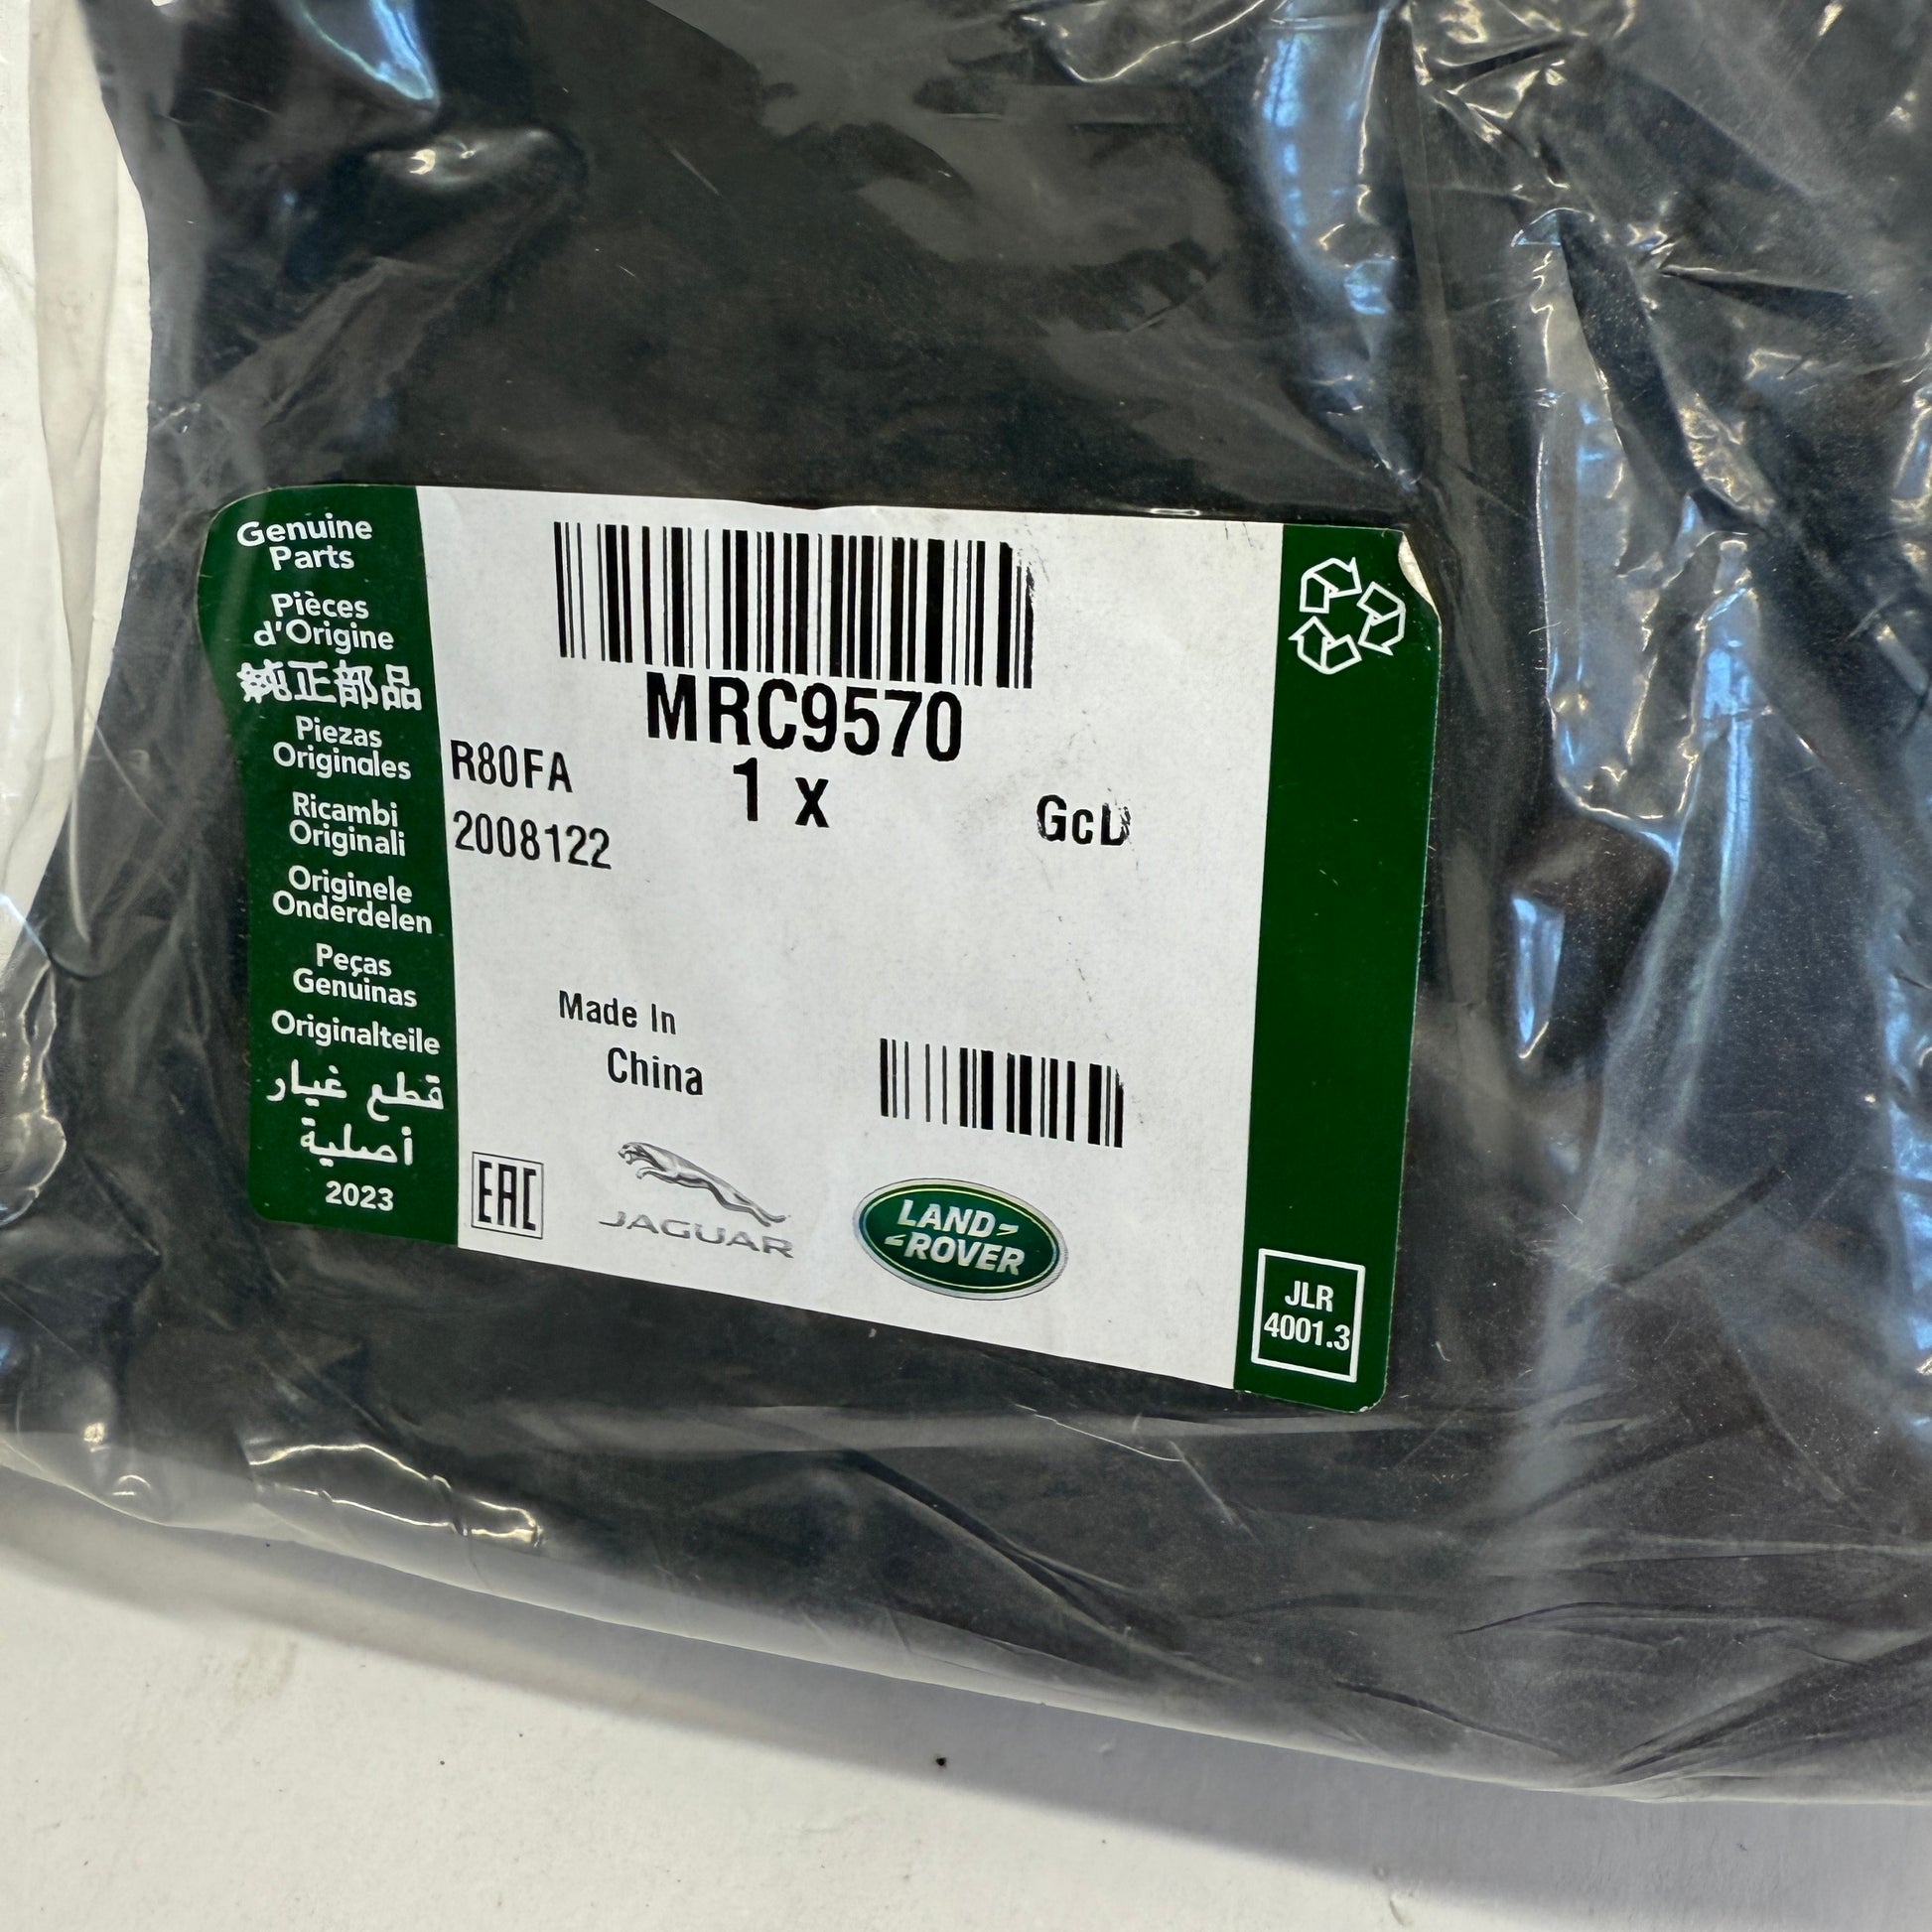 Genuine
Parts
Pièces
d'Origine
純正部品
Piezas
Originales
Ricambi
Originali
Originele
Onderdelen
Peças
Genuinas
Originalteile
قطع غيار
أصلية
2023
MRC9570
R80FA
1 x
GcD
2008122
Made In
China
EAC
JAGUAR
LAND
ROVER
JLR
4001.3